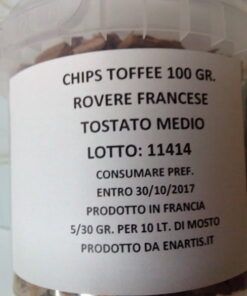 CHIPS TOFFEE 100 GR.
ROVERE FRANCESE
TOSTATO MEDIO
LOTTO: 11414
CONSUMARE PREF.
ENTRO 30/10/2017
PRODOTTO IN FRANCIA
5/30 GR. PER 10 LT. DI MOSTO
PRODOTTO DA ENARTIS.IT